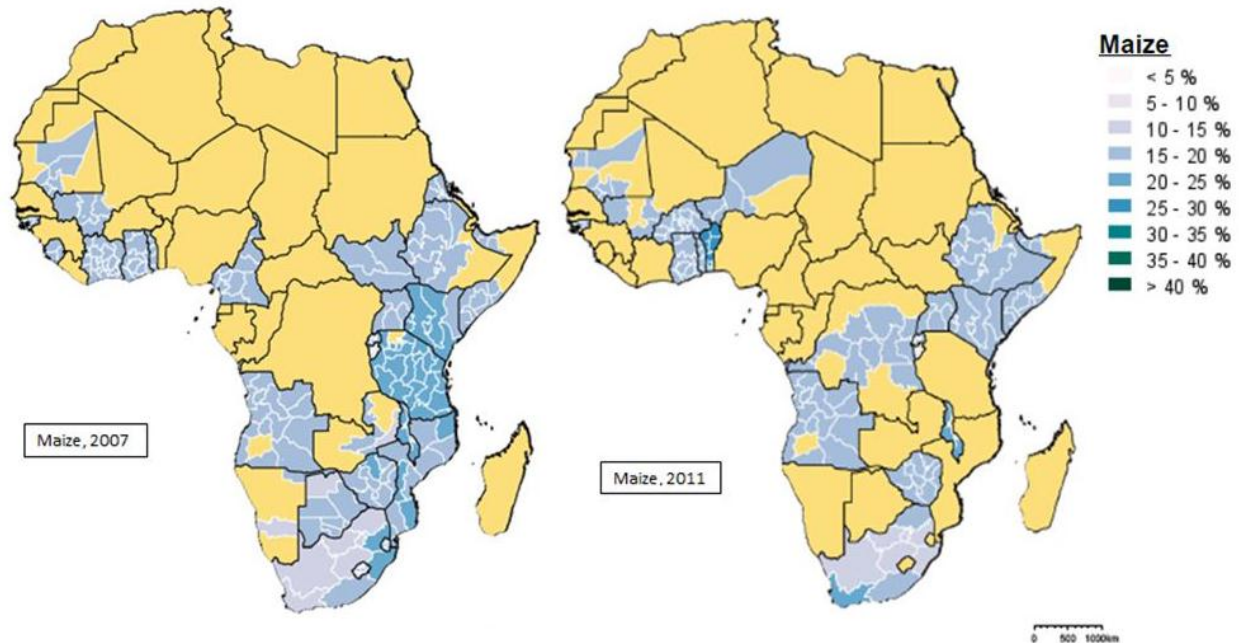 Maize
< 5 %
5 - 10 %
10 - 15 %
15 - 20 %
20 - 25 %
25 - 30 %
30 - 35 %
35 - 40 %
> 40 %
Maize, 2007
Maize, 2011
0 500 1000km